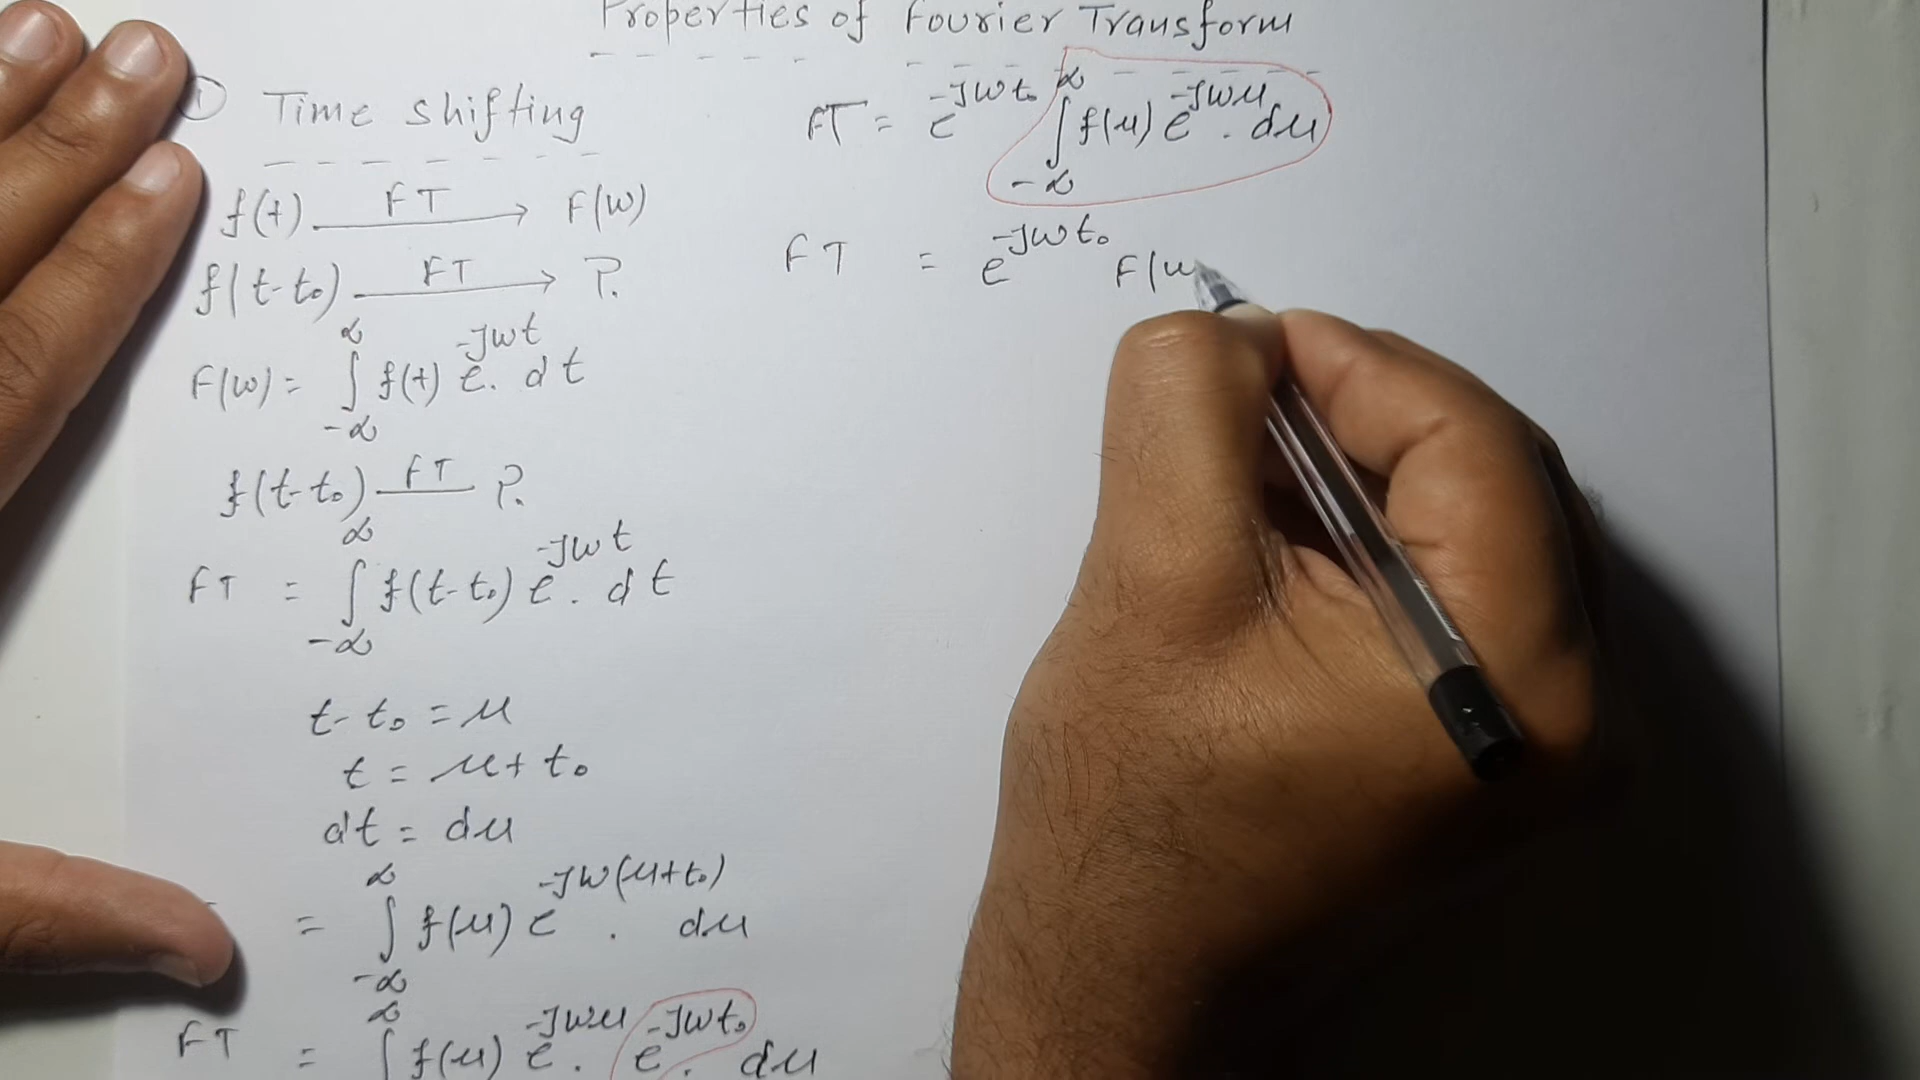 Properties of Fourier Transform
① Time shifting
f(t) —FT→ F(w)
f(t-t₀) —FT→ ?
F(w) = ∫_{-∞}^{∞} f(t) e^{-jwt}. dt
f(t-t₀) —FT— ?
FT = ∫_{-∞}^{∞} f(t-t₀) e^{-jwt}. dt
t-t₀ = u
t = u+t₀
dt = du
= ∫_{-∞}^{∞} f(u) e^{-jw(u+t₀)} . du
FT = ∫^{∞} f(u) e^{-jwu}. e^{-jwt₀}. du
FT = e^{-jwt₀} ∫_{-∞}^{∞} f(u) e^{-jwu}. du
FT = e^{-jwt₀} F(w